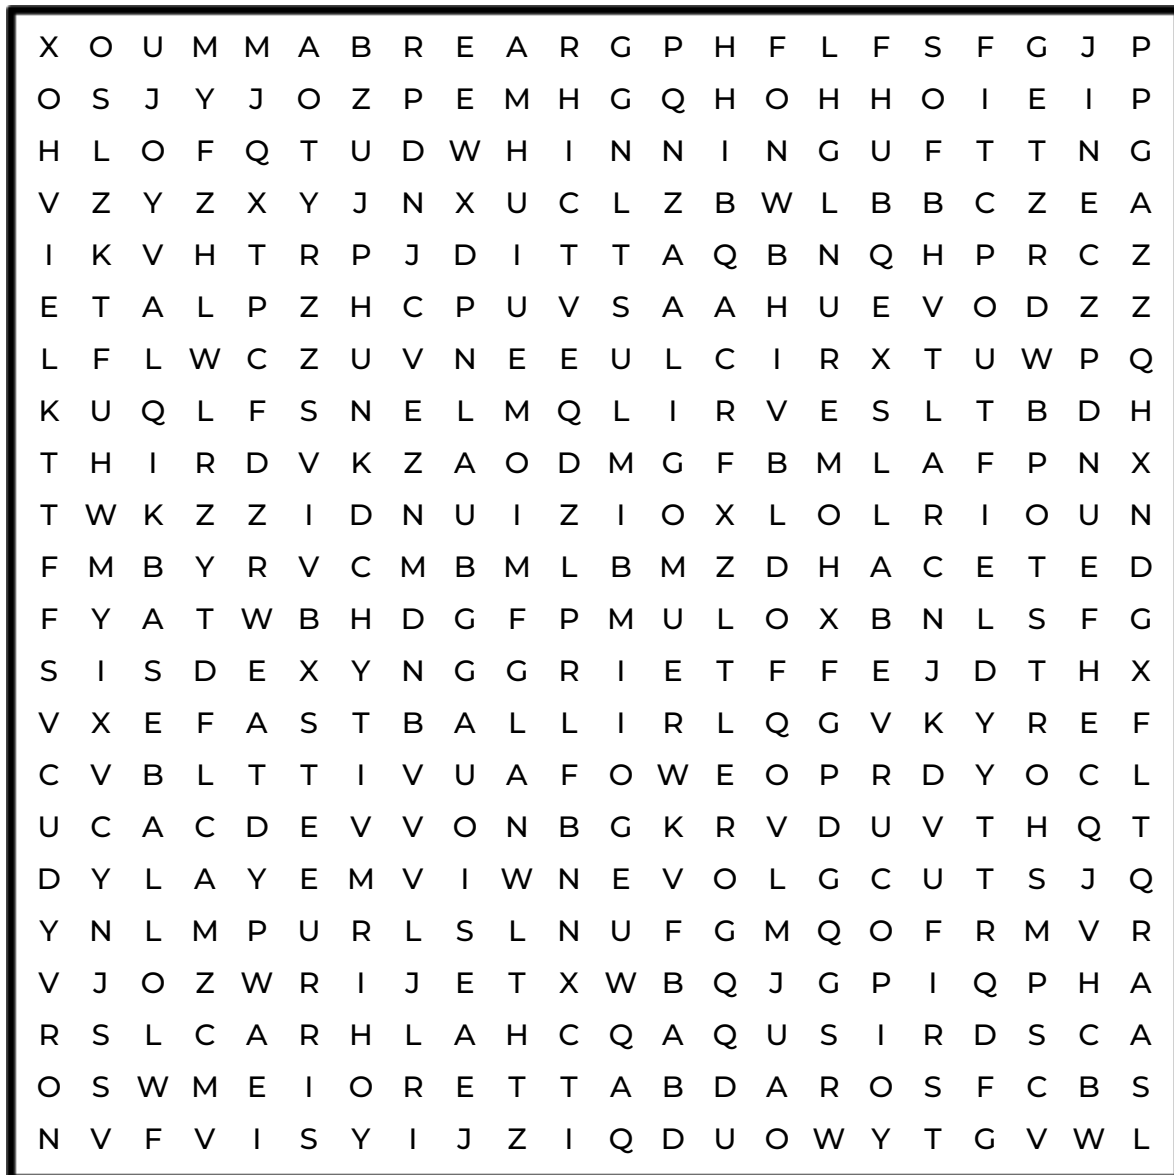 X O U M M A B R E A R G P H F L F S F G J P
O S J Y J O Z P E M H G Q H O H H O I E I P
H L O F Q T U D W H I N N I N G U F T T N G
V Z Y Z X Y J N X U C L Z B W L B B C Z E A
I K V H T R P J D I T T A Q B N Q H P R C Z
E T A L P Z H C P U V S A A H U E V O D Z Z
L F L W C Z U V N E E U L C I R X T U W P Q
K U Q L F S N E L M Q L I R V E S L T B D H
T H I R D V K Z A O D M G F B M L A F P N X
T W K Z Z I D N U I Z I O X L O L R I O U N
F M B Y R V C M B M L B M Z D H A C E T E D
F Y A T W B H D G F P M U L O X B N L S F G
S I S D E X Y N G G R I E T F F E J D T H X
V X E F A S T B A L L I R L Q G V K Y R E F
C V B L T T I V U A F O W E O P R D Y O C L
U C A C D E V V O N B G K R V D U V T H Q T
D Y L A Y E M V I W N E V O L G C U T S J Q
Y N L M P U R L S L N U F G M Q O F R M V R
V J O Z W R I J E T X W B Q J G P I Q P H A
R S L C A R H L A H C Q A Q U S I R D S C A
O S W M E I O R E T T A B D A R O S F C B S
N V F V I S Y I J Z I Q D U O W Y T G V W L